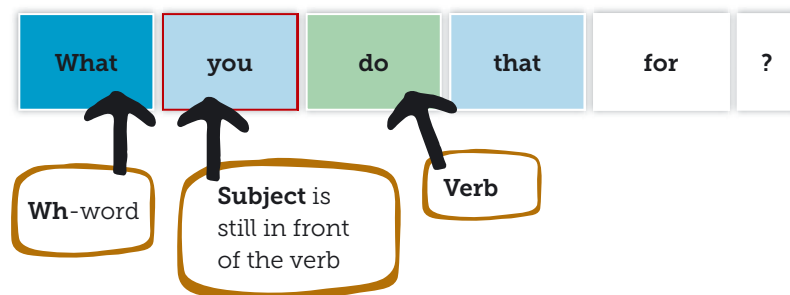 What you do that for ?
Wh-word
Subject is
still in front
of the verb
Verb